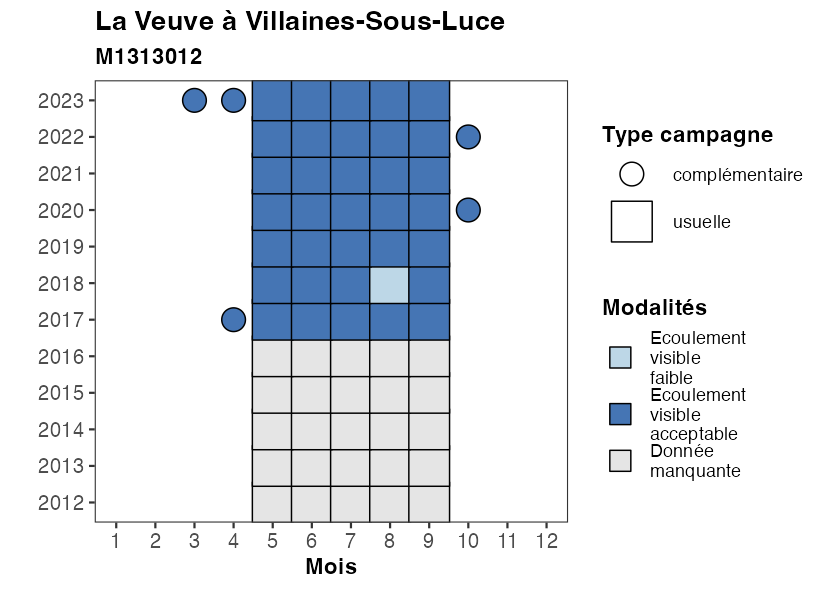 La Veuve à Villaines-Sous-Luce
M1313012
2023
2022
2021
2020
2019
2018
2017
2016
2015
2014
2013
2012
1 2 3 4 5 6 7 8 9 10 11 12
Mois
Type campagne
complémentaire
usuelle
Modalités
Ecoulement
visible
faible
Ecoulement
visible
acceptable
Donnée
manquante